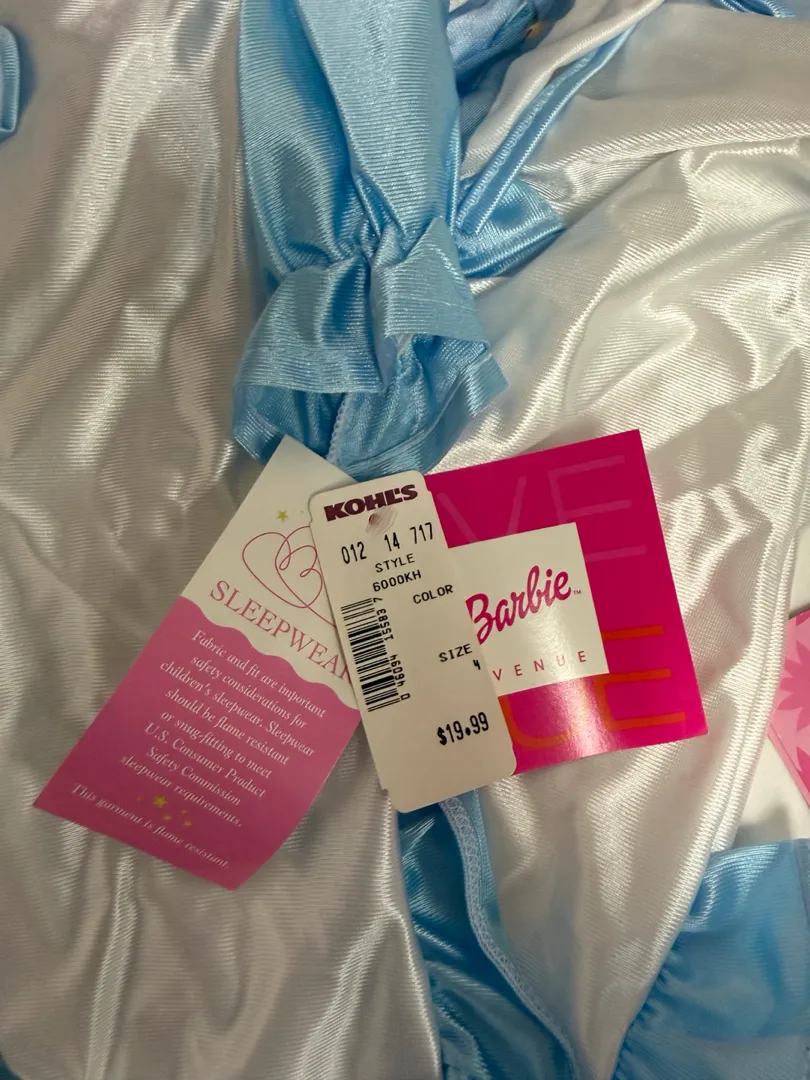 SLEEPWEAR
Fabric and fit are important
safety considerations for
children's sleepwear. Sleepwear
should be flame resistant
or snug-fitting to meet
U.S. Consumer Product
Safety Commission
sleepwear requirements.
This garment is flame resistant.
KOHL'S
012 14 717
STYLE
6000KH
COLOR
SIZE
4
$19.99
Barbie™
VENUE